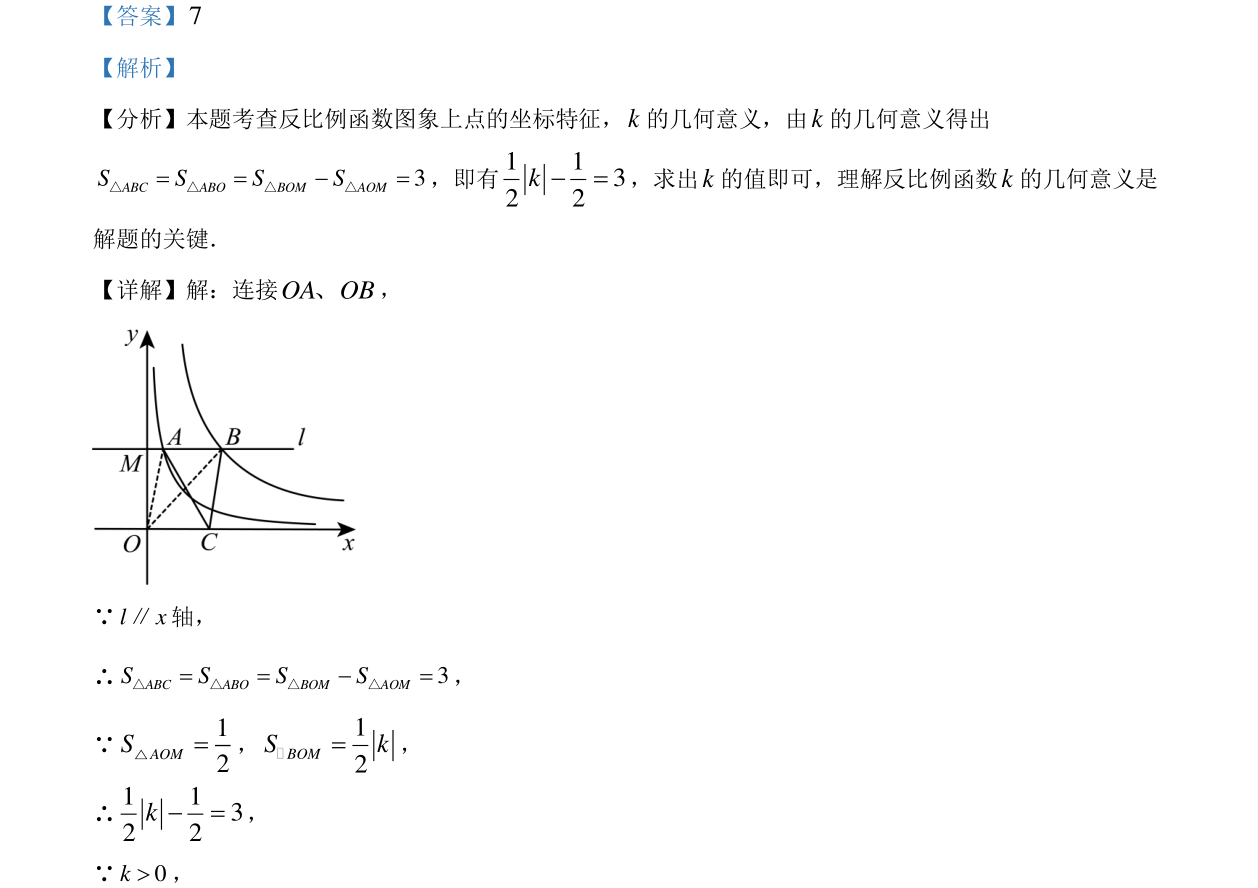 【答案】7
【解析】
【分析】本题考查反比例函数图象上点的坐标特征，k 的几何意义，由 k 的几何意义得出
S△ABC = S△ABO = S△BOM − S△AOM = 3，即有 1/2|k| − 1/2 = 3，求出 k 的值即可，理解反比例函数 k 的几何意义是
解题的关键．
【详解】解：连接 OA、OB，
y
A B l
M
O C x
∵ l // x 轴，
∴ S△ABC = S△ABO = S△BOM − S△AOM = 3，
∵ S△AOM = 1/2，S▯BOM = 1/2|k|，
∴ 1/2|k| − 1/2 = 3，
∵ k > 0，